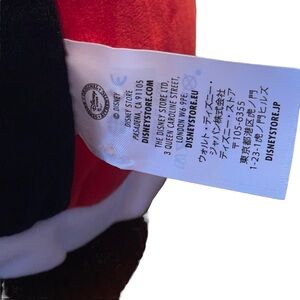 © DISNEY
DISNEY STORE
PASADENA, CA 91105
DISNEYSTORE.COM
THE DISNEY STORE LTD.
3 QUEEN CAROLINE STREET,
LONDON W6 9PE
DISNEYSTORE.EU
ウォルト・ディズニー・
ジャパン株式会社
ディズニー・ストア
〒105-6355
東京都港区虎ノ門
1-23-1虎ノ門ヒルズ
DISNEYSTORE.JP